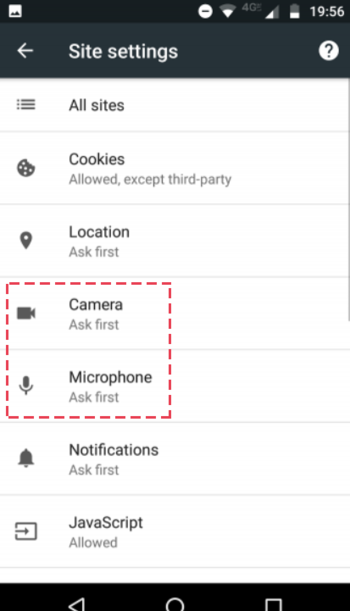 4G 19:56
Site settings
All sites
Cookies
Allowed, except third-party
Location
Ask first
Camera
Ask first
Microphone
Ask first
Notifications
Ask first
JavaScript
Allowed